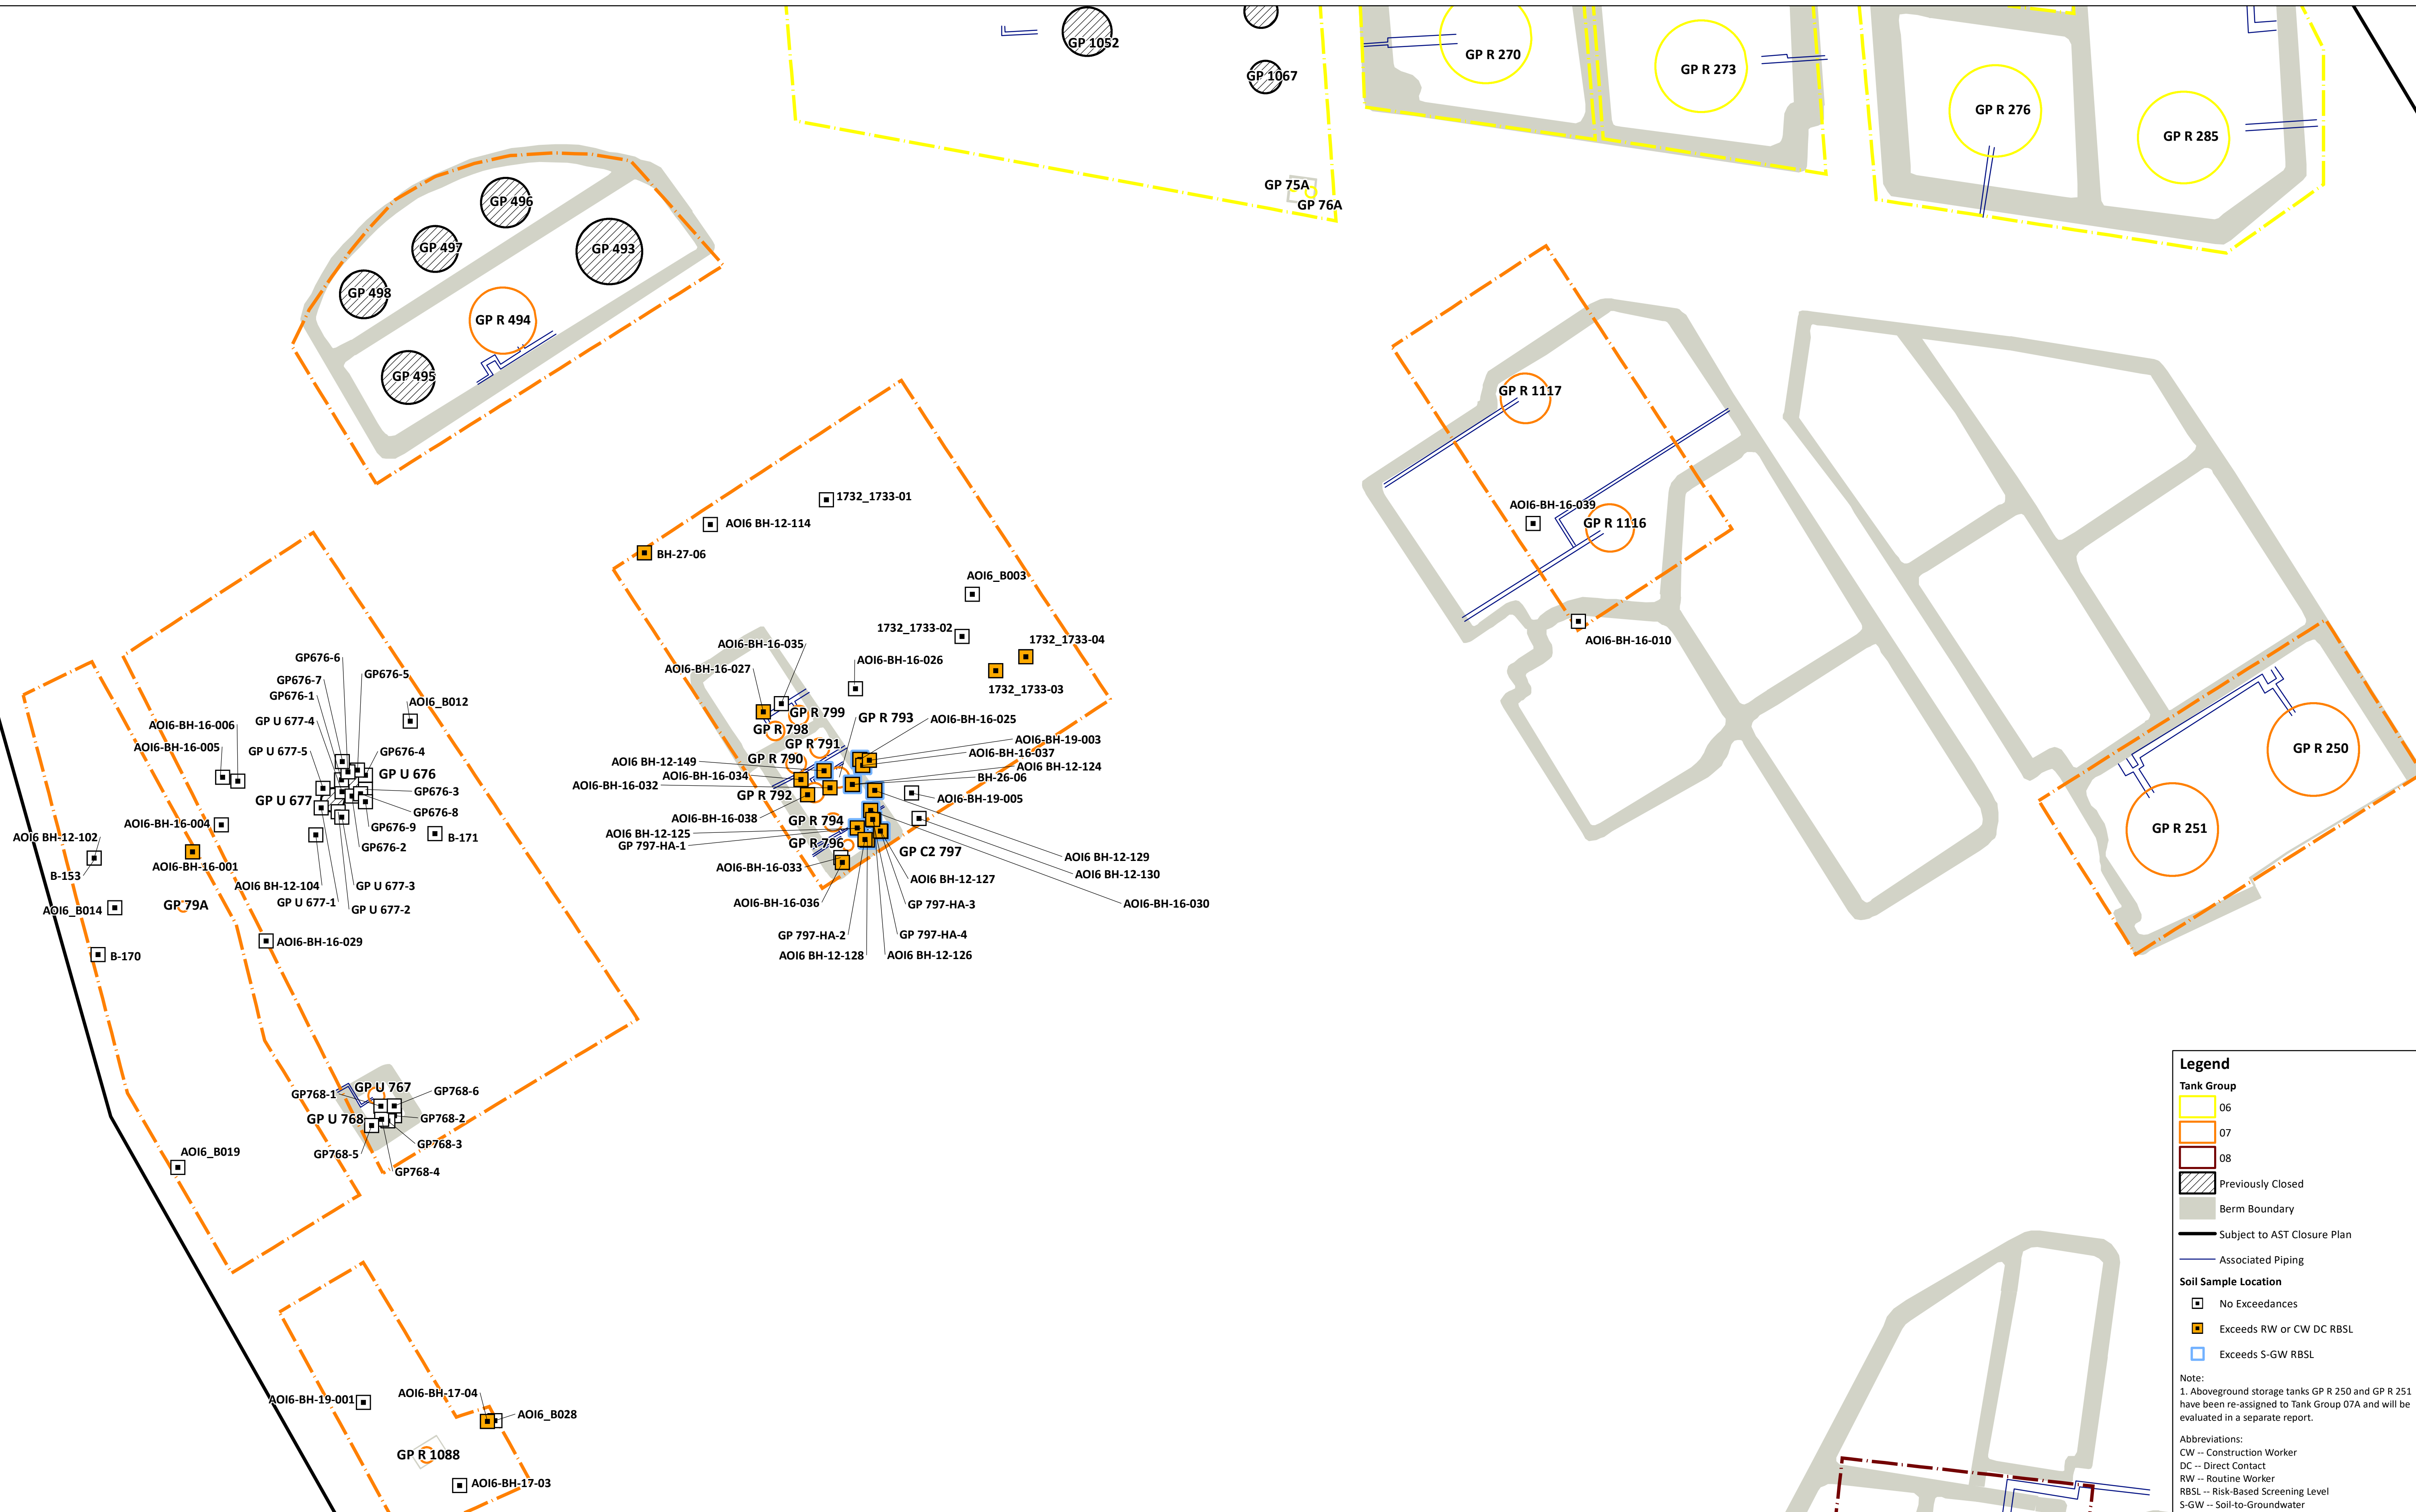 GP 1052
GP 1067
GP R 270
GP R 273
GP R 276
GP R 285
GP 75A
GP 76A
GP 496
GP 497
GP 493
GP 498
GP R 494
GP 495
GP R 1117
AOI6-BH-16-039
GP R 1116
AOI6-BH-16-010
GP R 250
GP R 251
1732_1733-01
AOI6 BH-12-114
BH-27-06
AOI6_B003
1732_1733-02
1732_1733-04
AOI6-BH-16-035
AOI6-BH-16-026
AOI6-BH-16-027
1732_1733-03
GP R 799
GP R 793
AOI6-BH-16-025
GP R 798
GP R 791
AOI6-BH-19-003
AOI6-BH-16-037
GP R 790
AOI6 BH-12-149
AOI6 BH-12-124
AOI6-BH-16-034
BH-26-06
AOI6-BH-16-032
GP R 792
AOI6-BH-19-005
AOI6-BH-16-038
GP R 794
AOI6 BH-12-125
GP 797-HA-1
GP R 796
GP C2 797
AOI6 BH-12-129
AOI6-BH-16-033
AOI6 BH-12-130
AOI6 BH-12-127
AOI6-BH-16-036
GP 797-HA-3
AOI6-BH-16-030
GP 797-HA-2
GP 797-HA-4
AOI6 BH-12-128
AOI6 BH-12-126
GP676-6
GP676-5
GP676-7
GP676-1
AOI6_B012
AOI6-BH-16-006
GP U 677-4
AOI6-BH-16-005
GP U 677-5
GP676-4
GP U 676
GP676-3
GP U 677
GP676-8
AOI6-BH-16-004
GP676-9
AOI6 BH-12-102
B-171
GP676-2
AOI6-BH-16-001
B-153
AOI6 BH-12-104
GP U 677-3
GP U 677-1
GP U 677-2
GP 79A
AOI6_B014
AOI6-BH-16-029
B-170
GP U 767
GP768-1
GP768-6
GP U 768
GP768-2
GP768-3
GP768-5
GP768-4
AOI6_B019
AOI6-BH-19-001
AOI6-BH-17-04
AOI6_B028
GP R 1088
AOI6-BH-17-03
Legend
Tank Group
06
07
08
Previously Closed
Berm Boundary
Subject to AST Closure Plan
Associated Piping
Soil Sample Location
No Exceedances
Exceeds RW or CW DC RBSL
Exceeds S-GW RBSL
Note:
1. Aboveground storage tanks GP R 250 and GP R 251
have been re-assigned to Tank Group 07A and will be
evaluated in a separate report.
Abbreviations:
CW -- Construction Worker
DC -- Direct Contact
RW -- Routine Worker
RBSL -- Risk-Based Screening Level
S-GW -- Soil-to-Groundwater